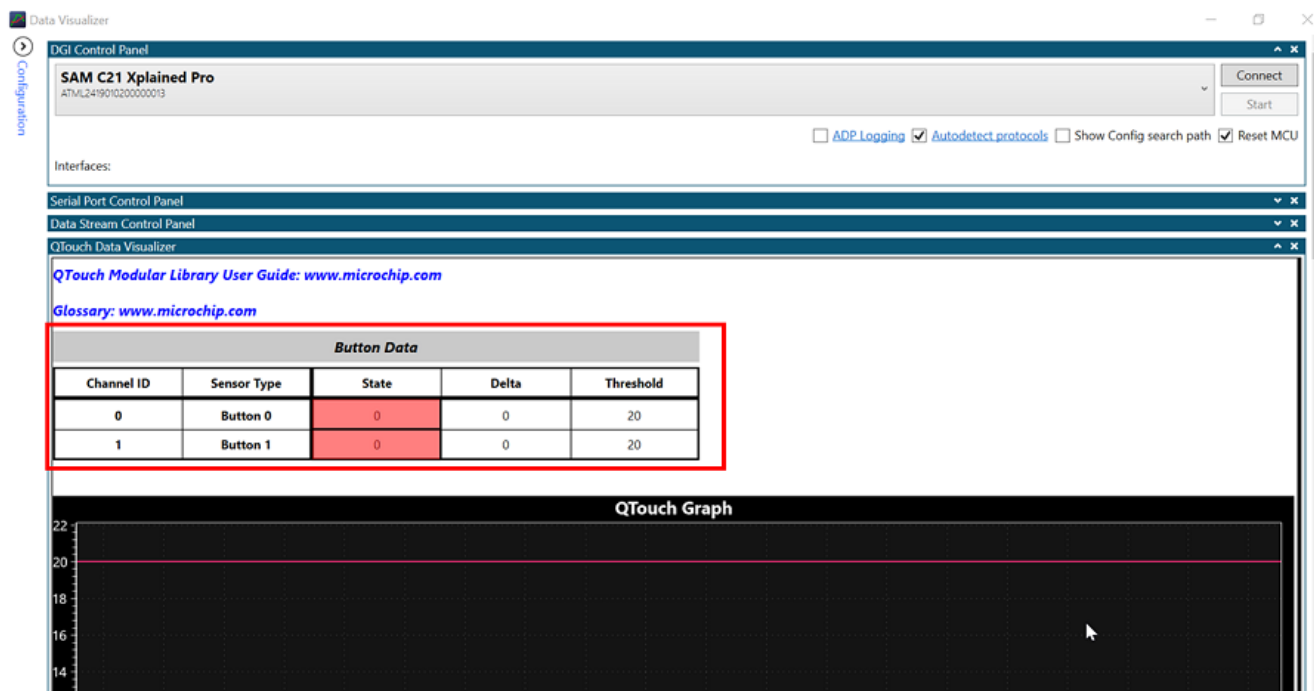 Data Visualizer
Configuration
DGI Control Panel
SAM C21 Xplained Pro
ATML2419010200000013
Connect
Start
ADP Logging Autodetect protocols Show Config search path Reset MCU
Interfaces:
Serial Port Control Panel
Data Stream Control Panel
QTouch Data Visualizer
QTouch Modular Library User Guide: www.microchip.com
Glossary: www.microchip.com
Button Data
Channel ID Sensor Type State Delta Threshold
0 Button 0 0 0 20
1 Button 1 0 0 20
QTouch Graph
22
20
18
16
14